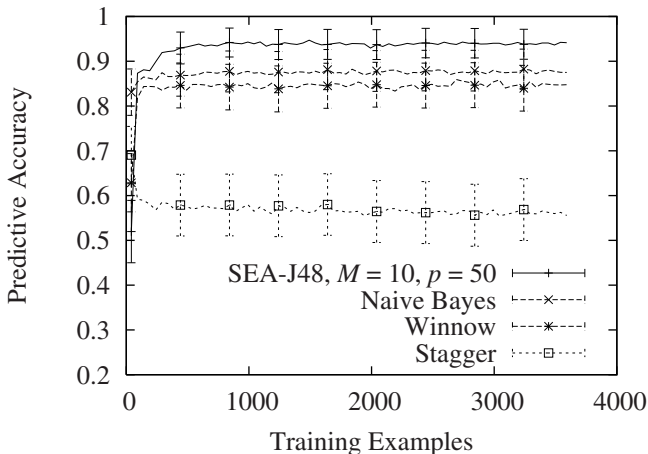 1
0.9
0.8
0.7
0.6
0.5
0.4
0.3
0.2
Predictive Accuracy
SEA-J48, M = 10, p = 50
Naive Bayes
Winnow
Stagger
0 1000 2000 3000 4000
Training Examples